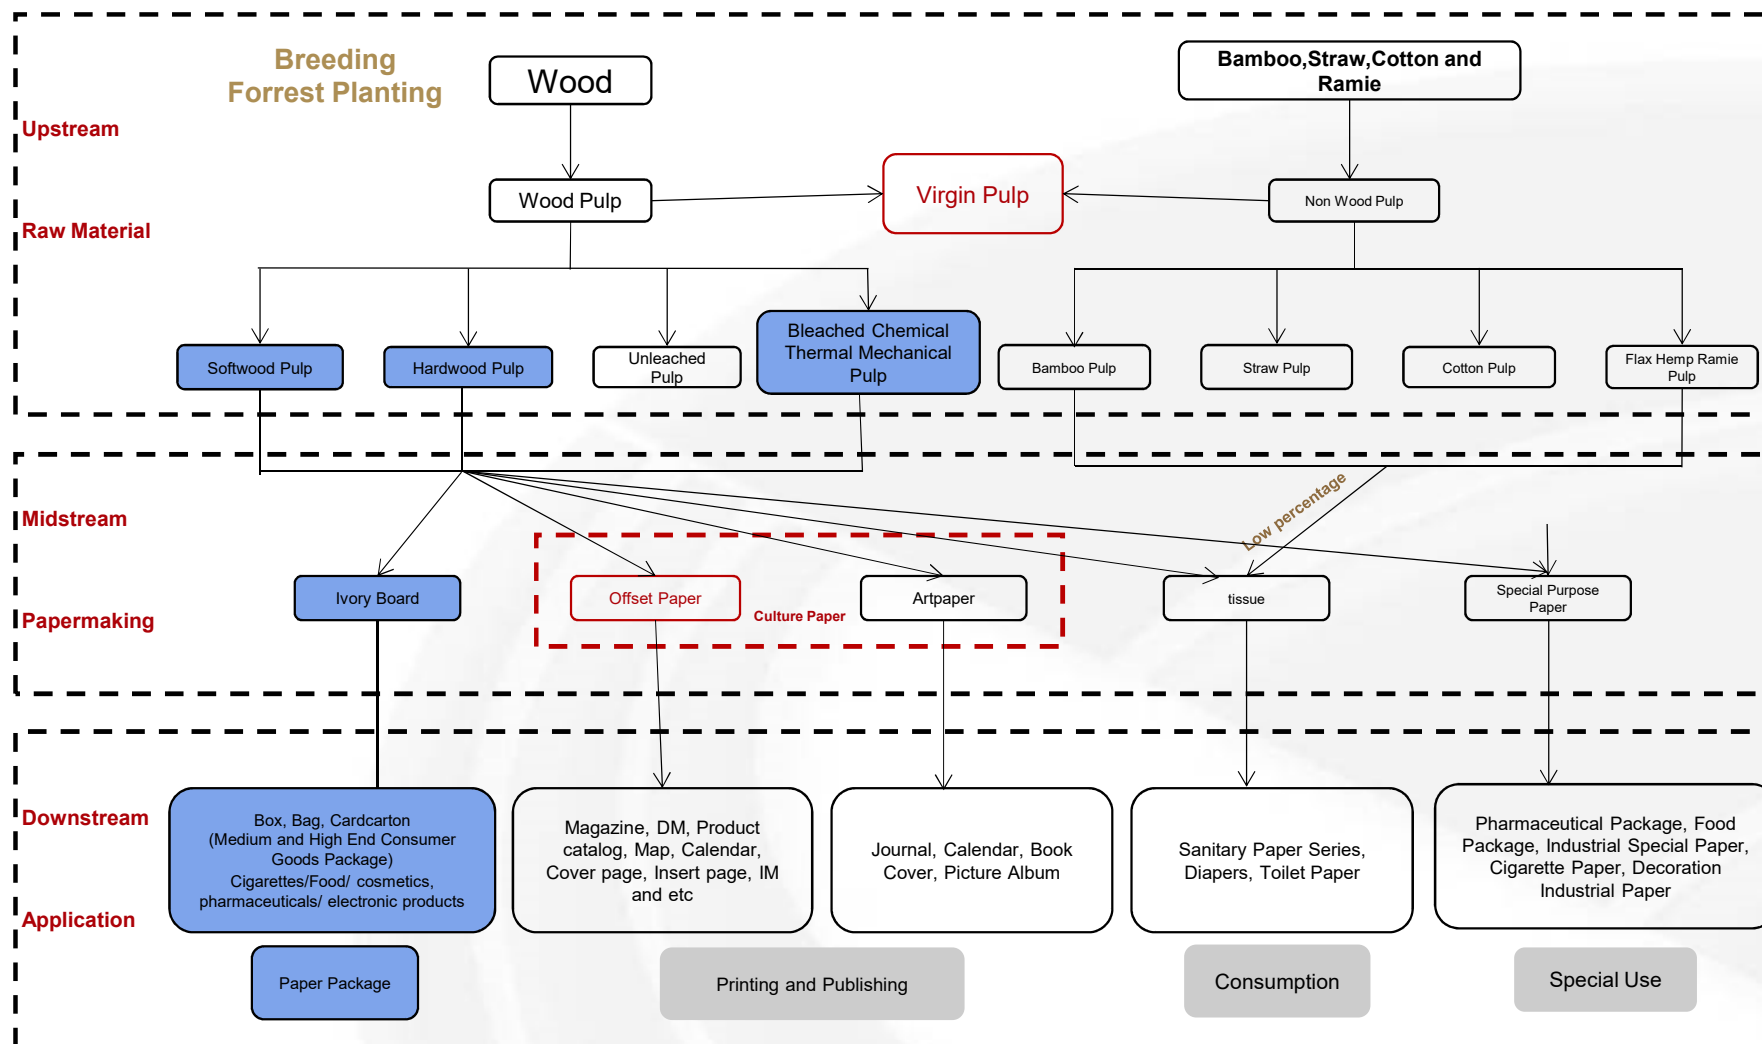 Breeding
Forrest Planting
Wood
Bamboo,Straw,Cotton and
Ramie
Upstream
Virgin Pulp
Wood Pulp
Non Wood Pulp
Raw Material
Softwood Pulp
Hardwood Pulp
Unleached
Pulp
Bleached Chemical
Thermal Mechanical
Pulp
Bamboo Pulp
Straw Pulp
Cotton Pulp
Flax Hemp Ramie
Pulp
Midstream
Low percentage
Papermaking
Ivory Board
Offset Paper
Culture Paper
Artpaper
tissue
Special Purpose
Paper
Downstream
Box, Bag, Cardcarton
(Medium and High End Consumer
Goods Package)
Cigarettes/Food/ cosmetics,
pharmaceuticals/ electronic products
Magazine, DM, Product
catalog, Map, Calendar,
Cover page, Insert page, IM
and etc
Journal, Calendar, Book
Cover, Picture Album
Sanitary Paper Series,
Diapers, Toilet Paper
Pharmaceutical Package, Food
Package, Industrial Special Paper,
Cigarette Paper, Decoration
Industrial Paper
Application
Paper Package
Printing and Publishing
Consumption
Special Use